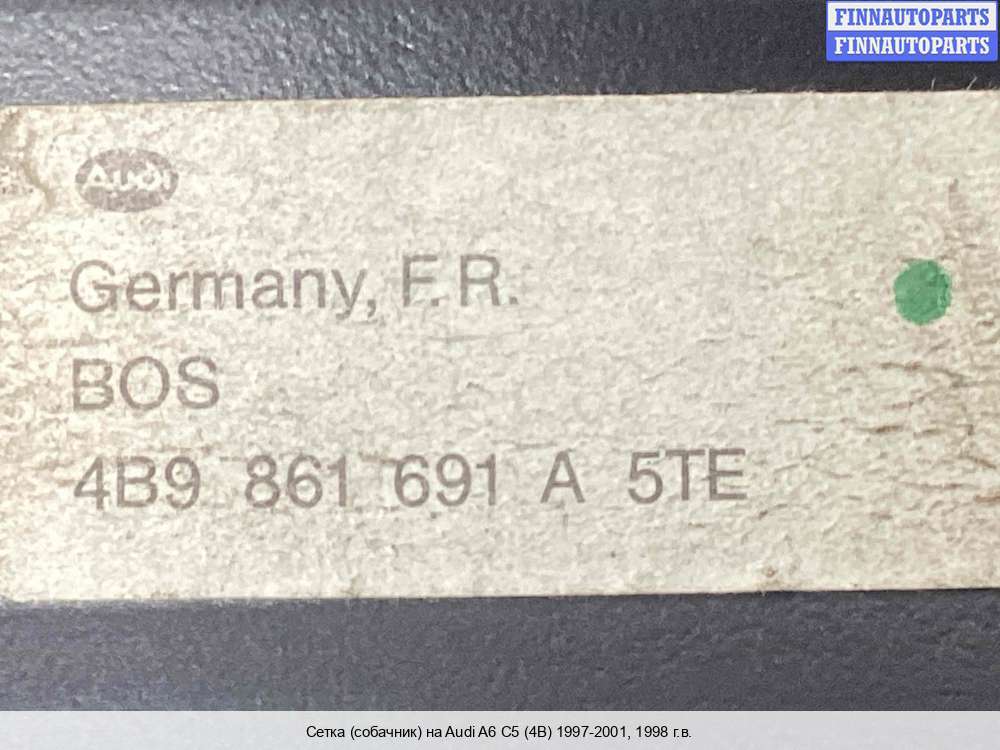 FINNAUTOPARTS
FINNAUTOPARTS
Audi
Germany, F.R.
BOS
4B9 861 691 A 5TE
Сетка (собачник) на Audi A6 C5 (4B) 1997-2001, 1998 г.в.